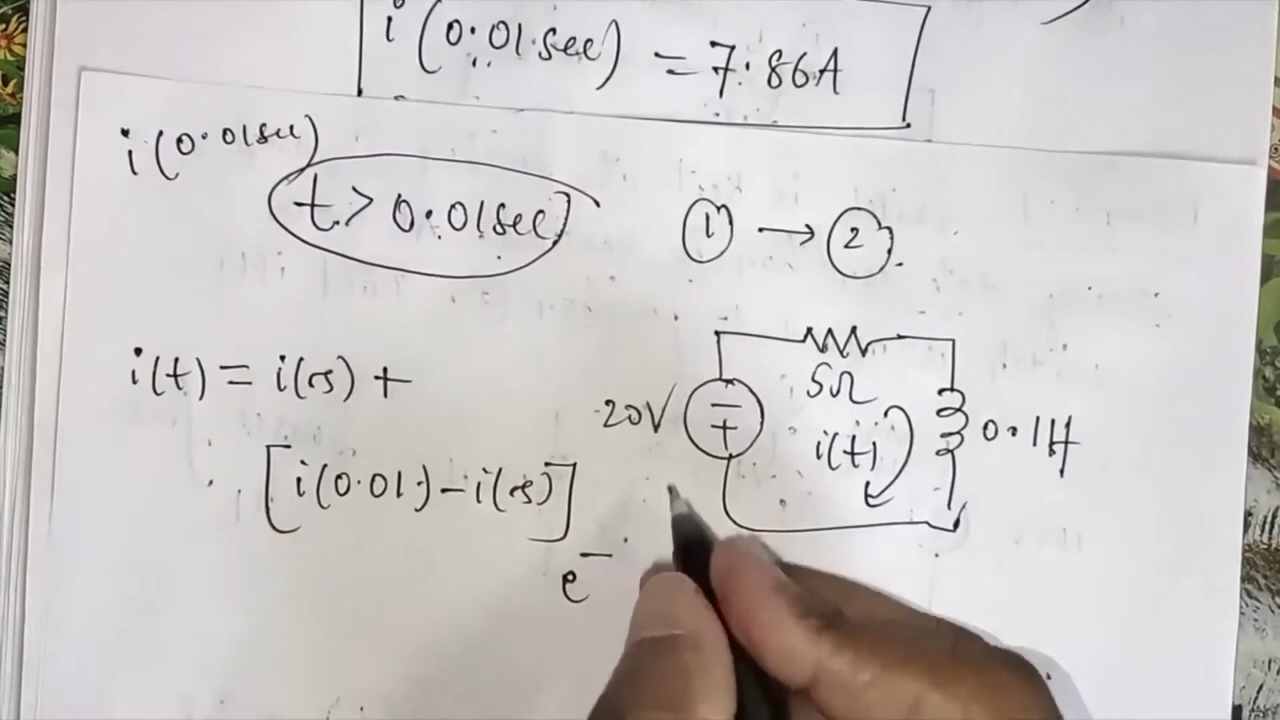 i(0.01sec) = 7.86A
i(0.01sec)
t > 0.01sec
1 → 2
i(t) = i(∞) +
[i(0.01) – i(∞)]
e–
20V
– +
5Ω
i(t)
0.1H